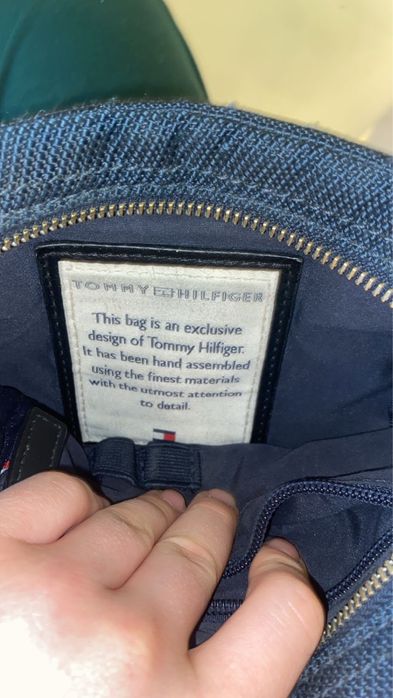 TOMMY HILFIGER
This bag is an exclusive
design of Tommy Hilfiger.
It has been hand assembled
using the finest materials
with the utmost attention
to detail.